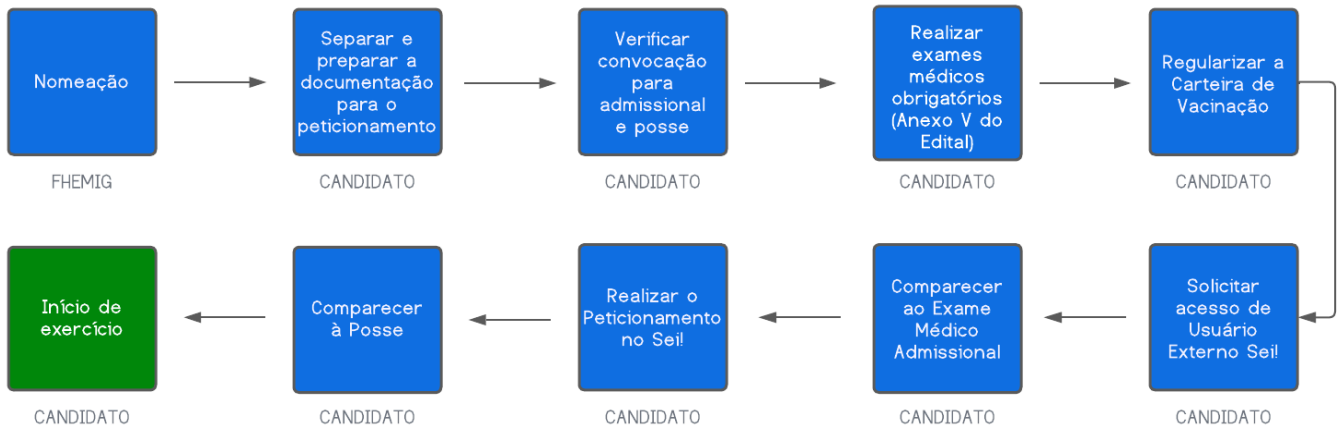 Nomeação
FHEMIG
Separar e
preparar a
documentação
para o
peticionamento
CANDIDATO
Verificar
convocação
para
admissional
e posse
CANDIDATO
Realizar
exames
médicos
obrigatórios
(Anexo V do
Edital)
CANDIDATO
Regularizar a
Carteira de
Vacinação
CANDIDATO
Solicitar
acesso de
Usuário
Externo Sei!
CANDIDATO
Comparecer
ao Exame
Médico
Admissional
CANDIDATO
Realizar o
Peticionamento
no Sei!
CANDIDATO
Comparecer
à Posse
CANDIDATO
Início de
exercício
CANDIDATO